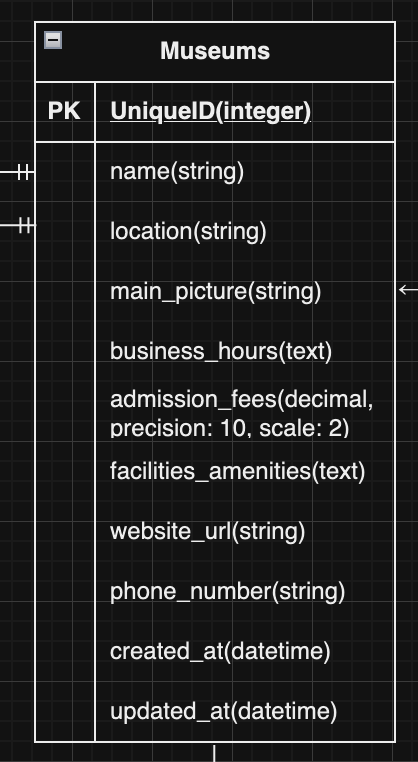 Museums
PK UniqueID(integer)
name(string)
location(string)
main_picture(string)
business_hours(text)
admission_fees(decimal,
precision: 10, scale: 2)
facilities_amenities(text)
website_url(string)
phone_number(string)
created_at(datetime)
updated_at(datetime)